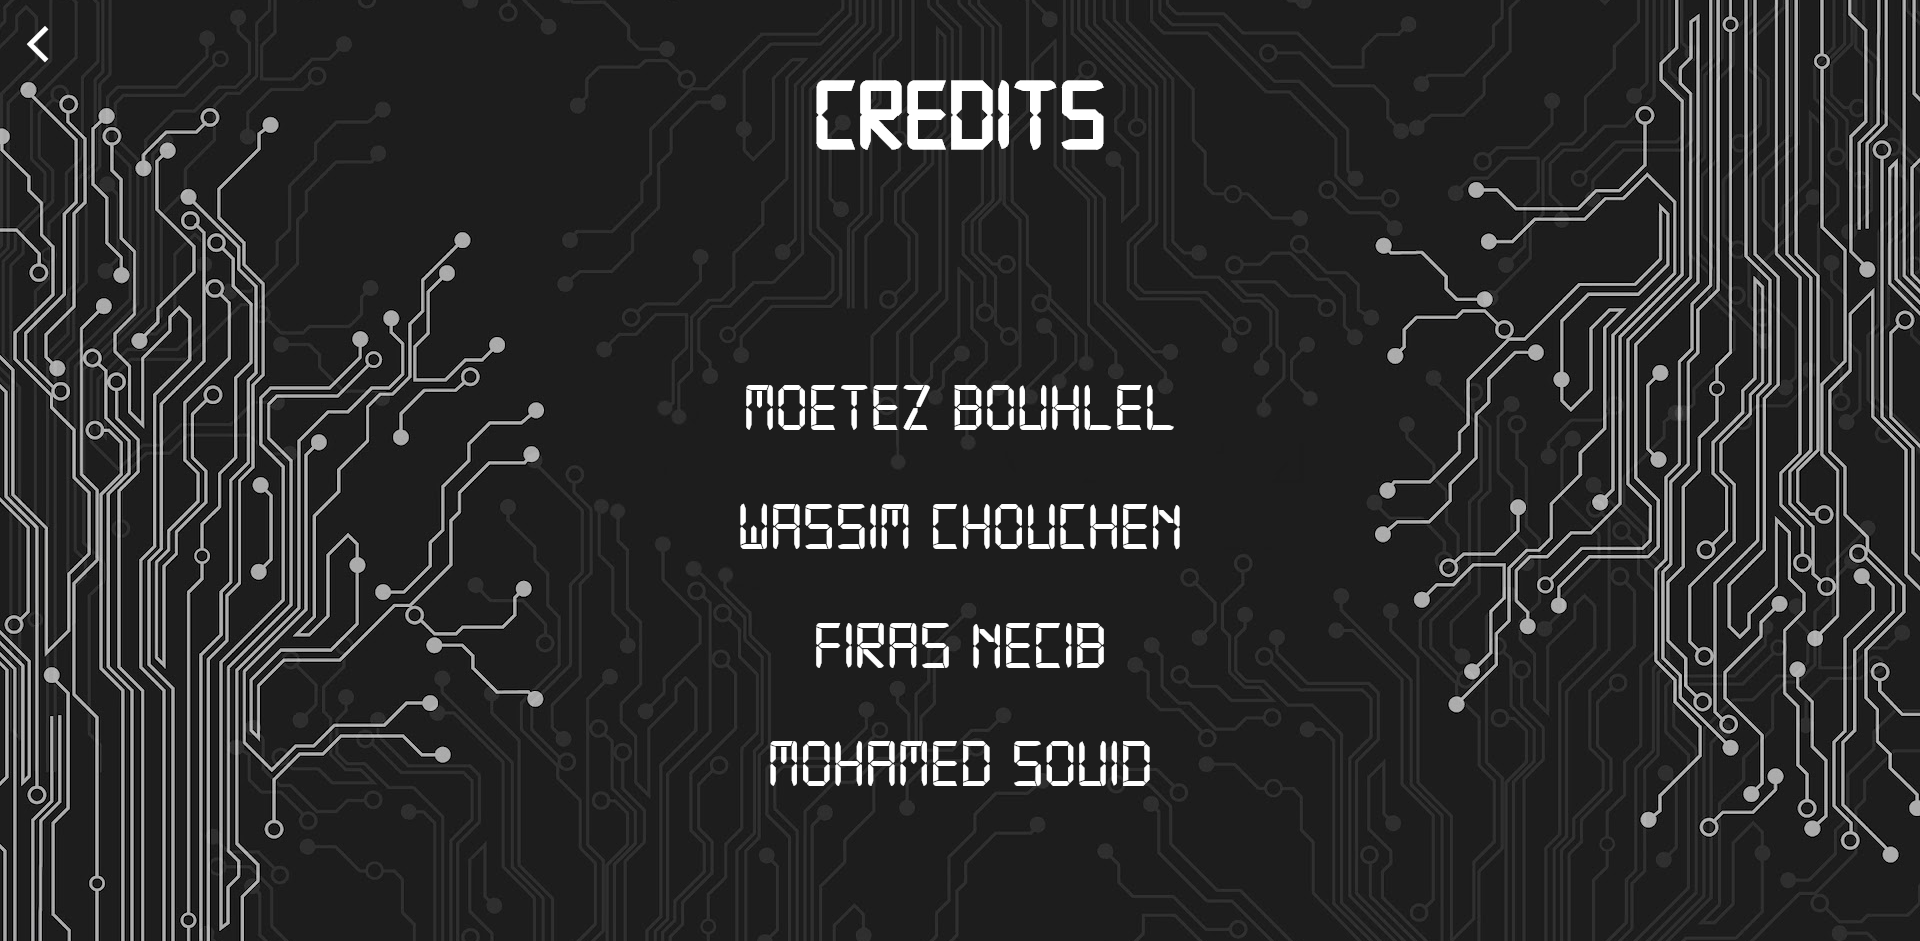 CREDITS
MOETEZ BOUHLEL
WASSIM CHOUCHEN
FIRAS NECIB
MOHAMED SOUID